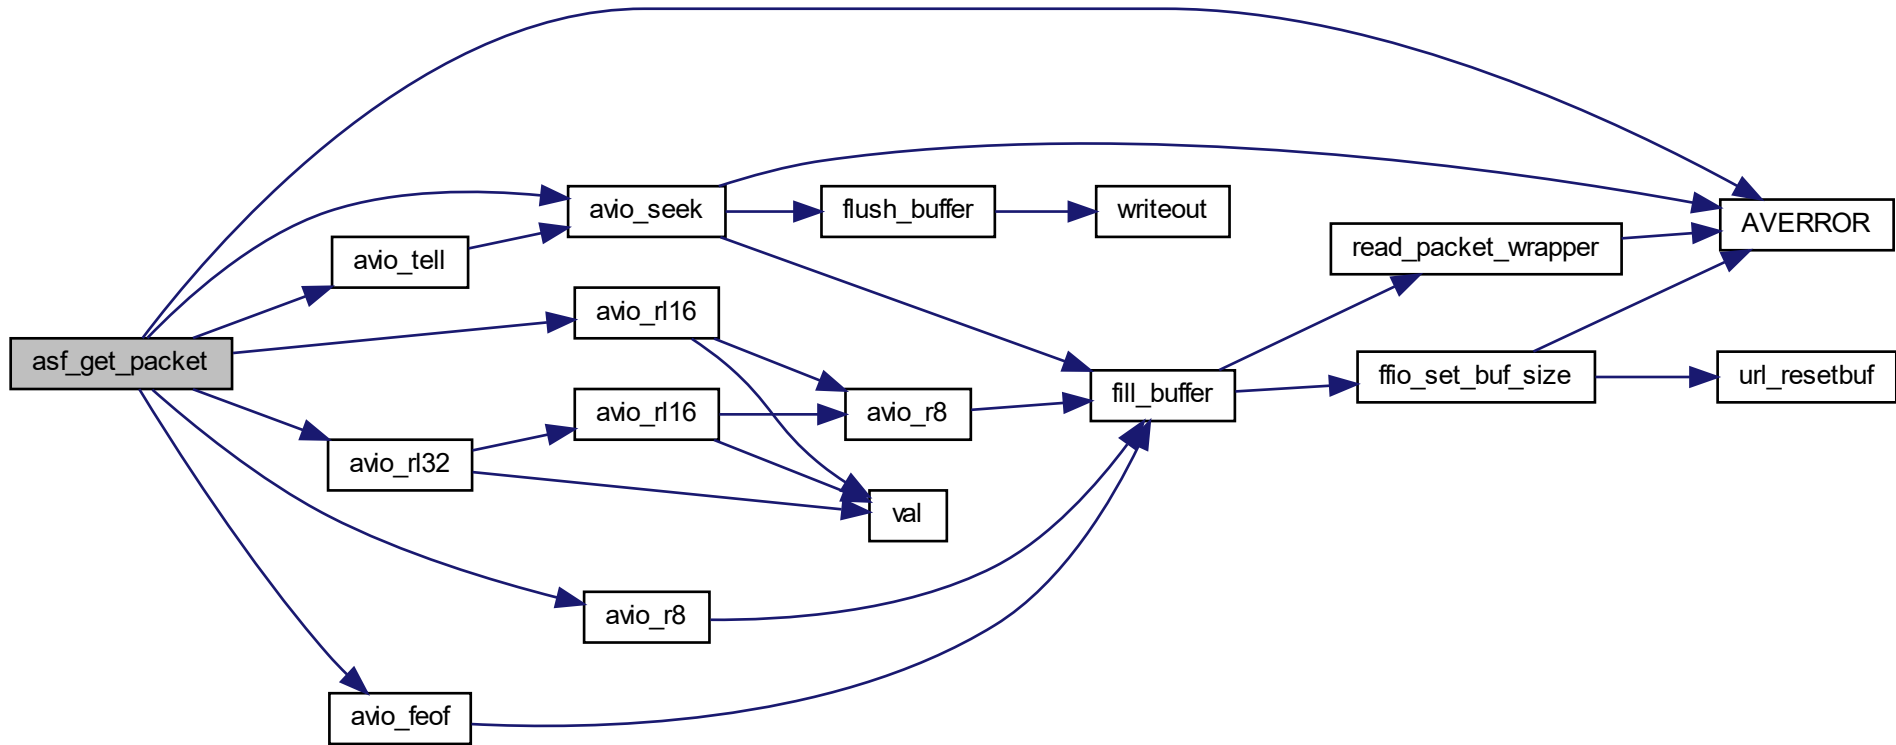 asf_get_packet
avio_seek
flush_buffer
writeout
AVERROR
avio_tell
read_packet_wrapper
avio_rl16
ffio_set_buf_size
url_resetbuf
fill_buffer
avio_rl16
avio_r8
avio_rl32
val
avio_r8
avio_feof